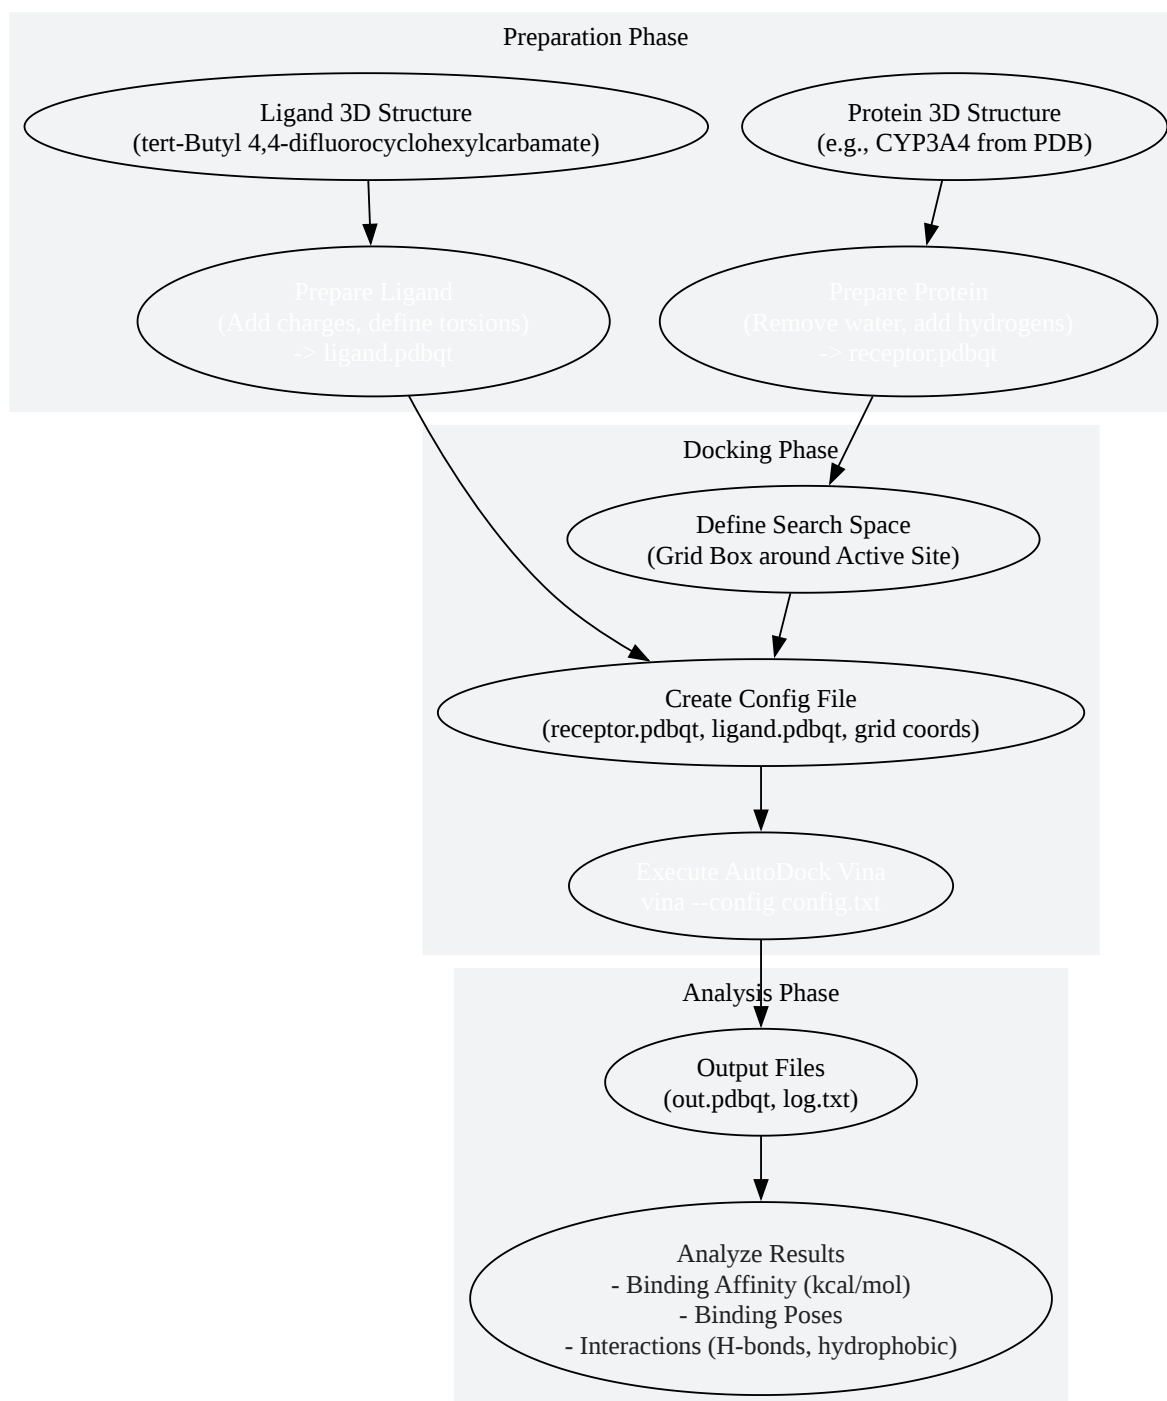 Preparation Phase
Ligand 3D Structure
(tert-Butyl 4,4-difluorocyclohexylcarbamate)
Protein 3D Structure
(e.g., CYP3A4 from PDB)
Prepare Ligand
(Add charges, define torsions)
-> ligand.pdbqt
Prepare Protein
(Remove water, add hydrogens)
-> receptor.pdbqt
Docking Phase
Define Search Space
(Grid Box around Active Site)
Create Config File
(receptor.pdbqt, ligand.pdbqt, grid coords)
Execute AutoDock Vina
vina --config config.txt
Analysis Phase
Output Files
(out.pdbqt, log.txt)
Analyze Results
- Binding Affinity (kcal/mol)
- Binding Poses
- Interactions (H-bonds, hydrophobic)